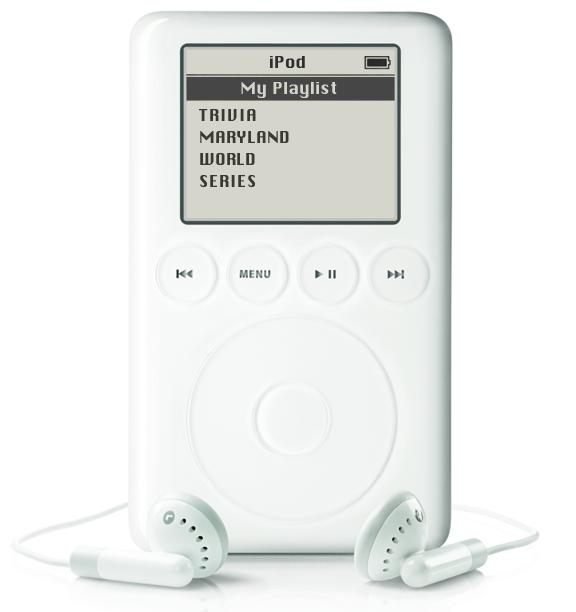 iPod
My Playlist
TRIVIA
MARYLAND
WORLD
SERIES
MENU